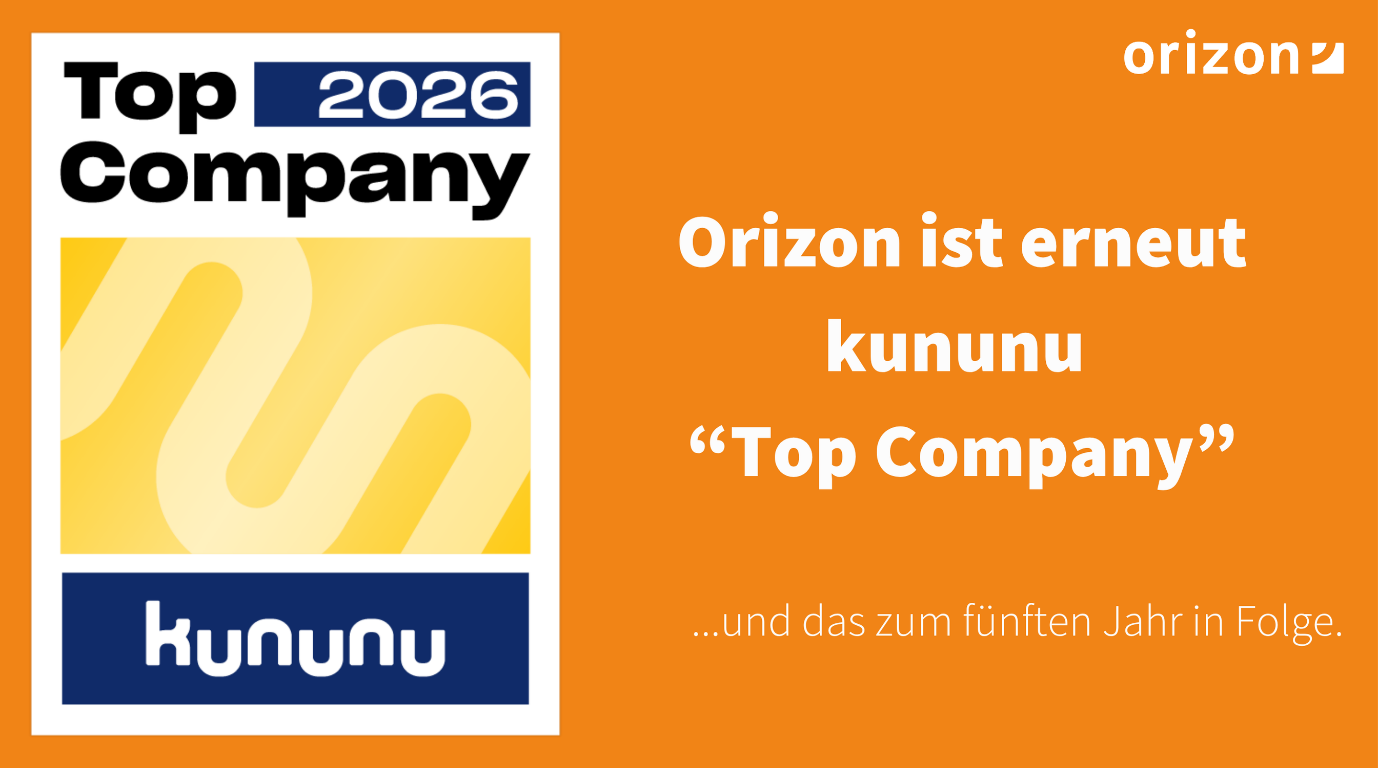 Top 2026
Company
kununu
orizon
Orizon ist erneut
kununu
“Top Company”
...und das zum fünften Jahr in Folge.